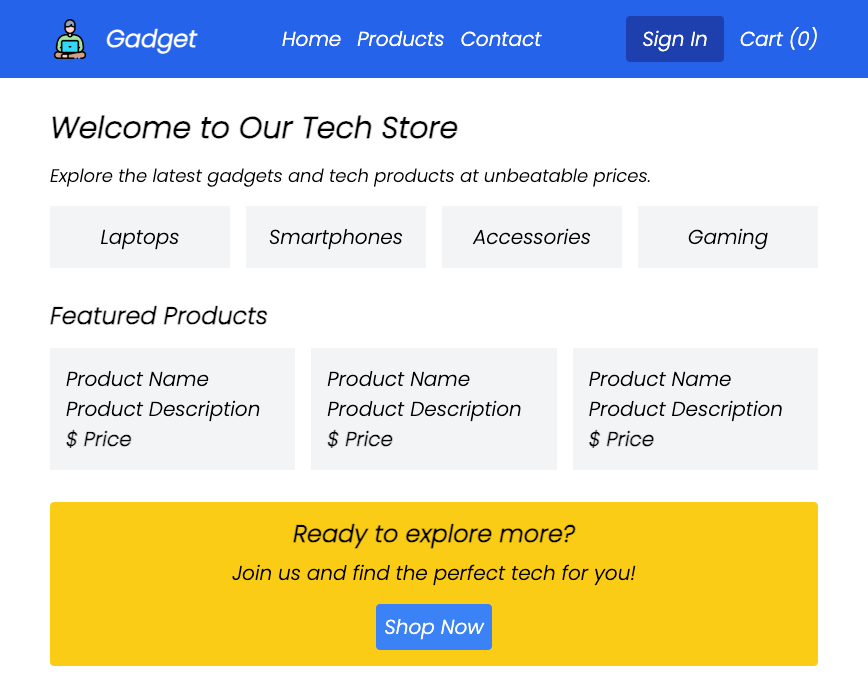 Gadget
Home Products Contact
Sign In
Cart (0)
Welcome to Our Tech Store
Explore the latest gadgets and tech products at unbeatable prices.
Laptops
Smartphones
Accessories
Gaming
Featured Products
Product Name
Product Description
$ Price
Product Name
Product Description
$ Price
Product Name
Product Description
$ Price
Ready to explore more?
Join us and find the perfect tech for you!
Shop Now